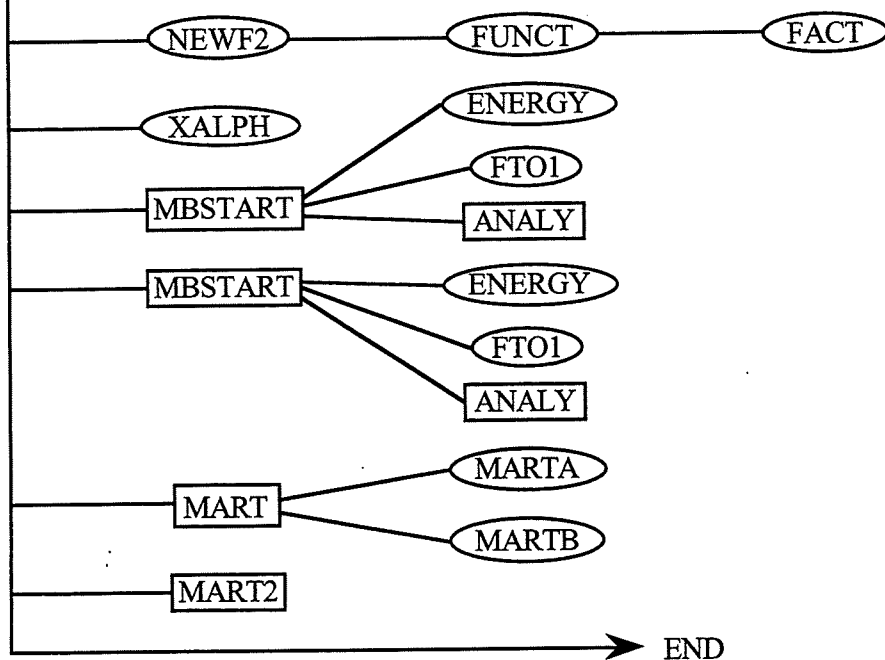 NEWF2 FUNCT FACT
ENERGY
XALPH
FTO1
MBSTART
ANALY
MBSTART ENERGY
FTO1
ANALY
MARTA
MART
MARTB
MART2
END